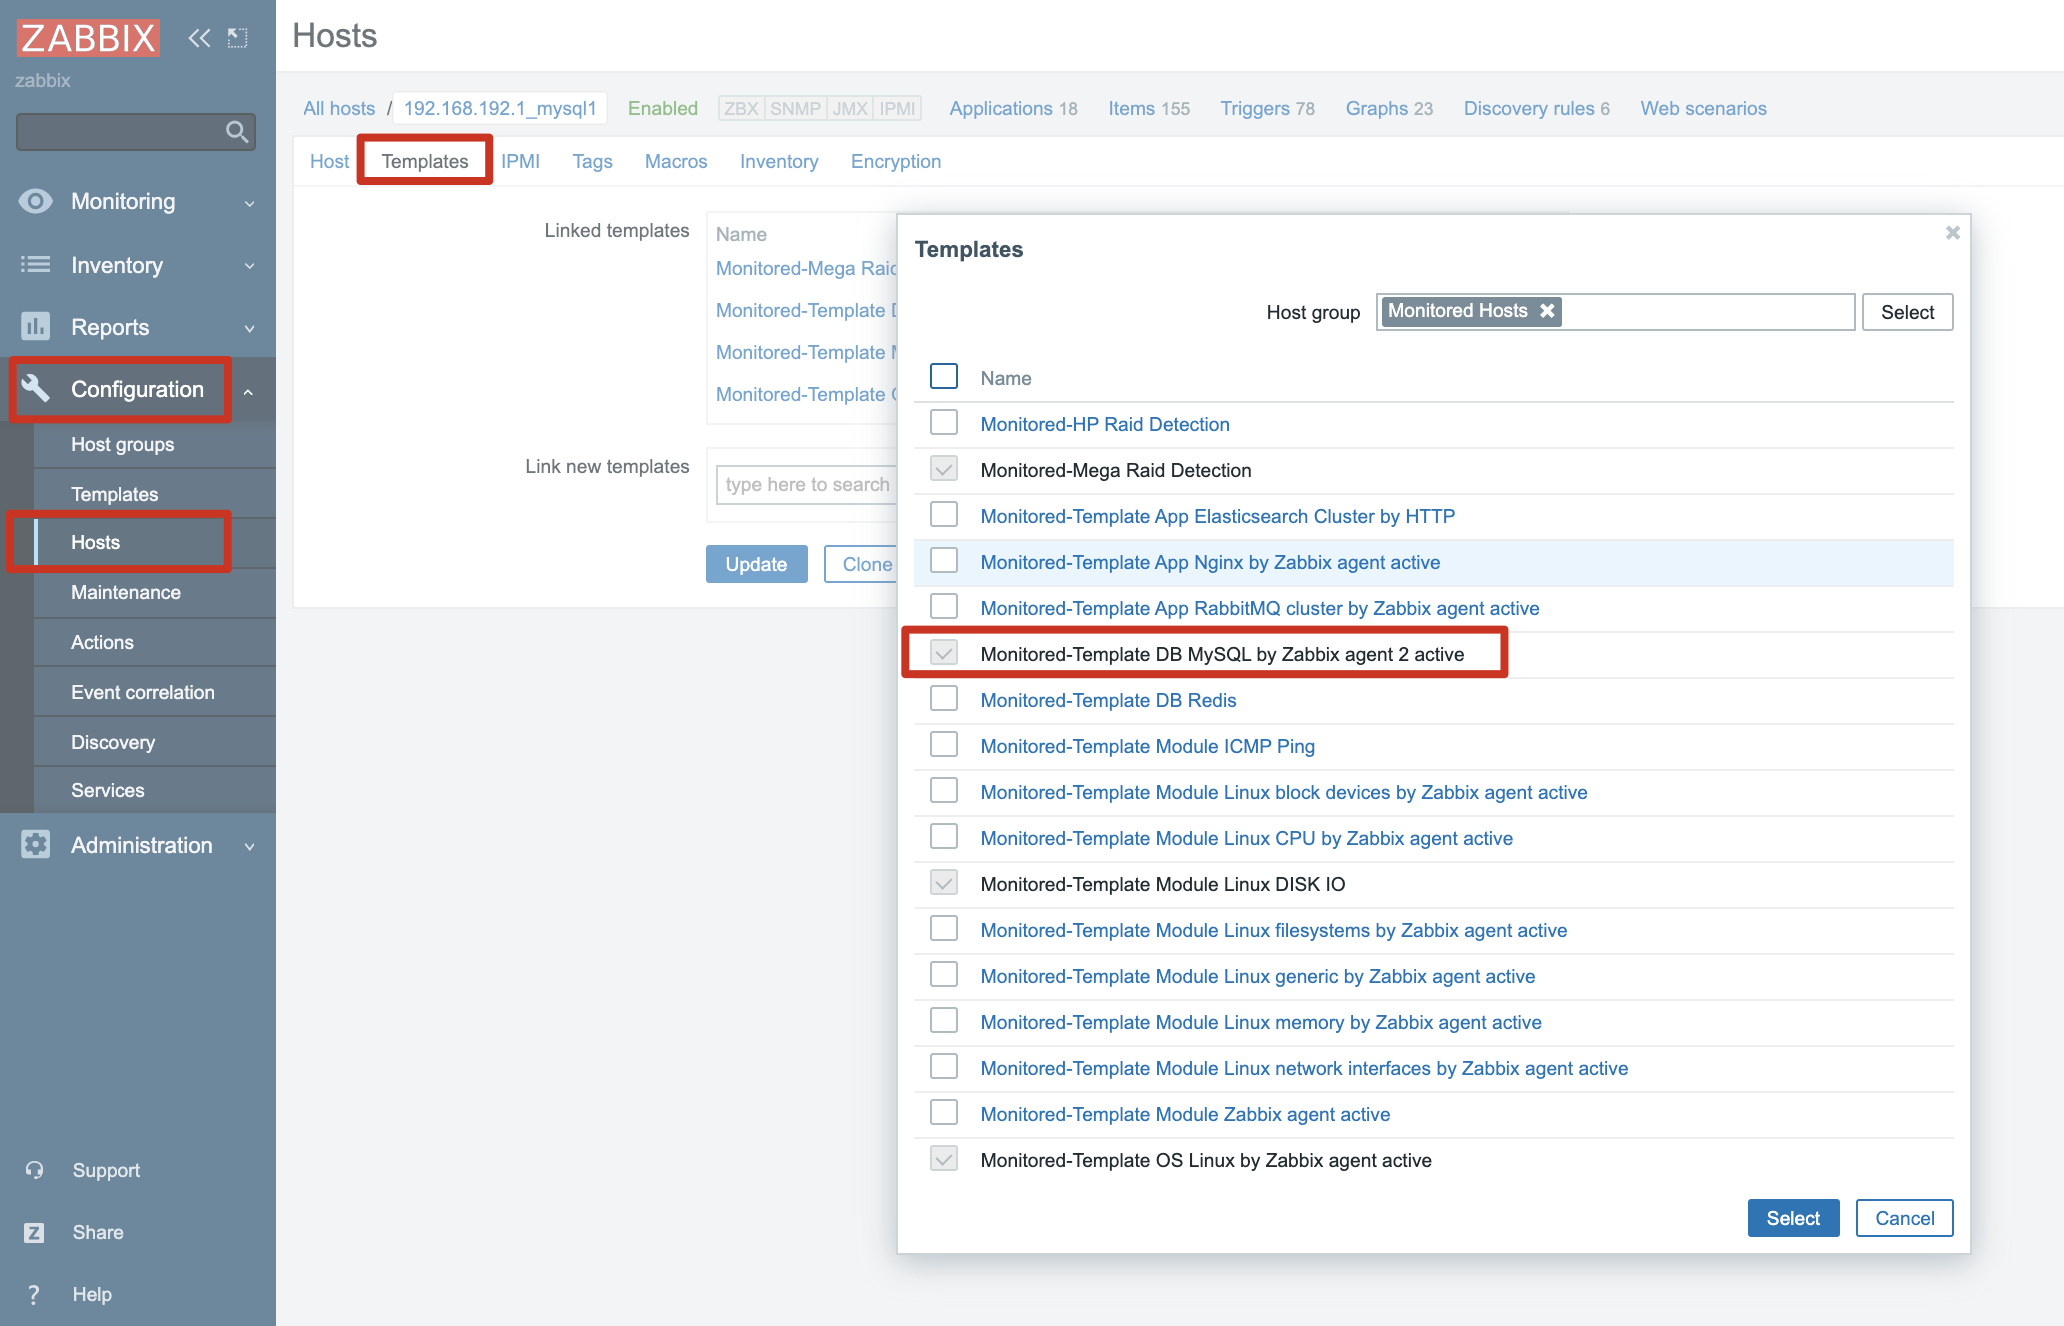 ZABBIX
zabbix
Monitoring
Inventory
Reports
Configuration
Host groups
Templates
Hosts
Maintenance
Actions
Event correlation
Discovery
Services
Administration
Support
Z Share
? Help
Hosts
All hosts / 192.168.192.1_mysql1 Enabled ZBX SNMP JMX IPMI Applications 18 Items 155 Triggers 78 Graphs 23 Discovery rules 6 Web scenarios
Host Templates IPMI Tags Macros Inventory Encryption
Linked templates
Name
Monitored-Mega Raid
Monitored-Template
Monitored-Template
Monitored-Template
Link new templates
type here to search
Update Clone
Templates
Host group Monitored Hosts Select
Name
Monitored-HP Raid Detection
Monitored-Mega Raid Detection
Monitored-Template App Elasticsearch Cluster by HTTP
Monitored-Template App Nginx by Zabbix agent active
Monitored-Template App RabbitMQ cluster by Zabbix agent active
Monitored-Template DB MySQL by Zabbix agent 2 active
Monitored-Template DB Redis
Monitored-Template Module ICMP Ping
Monitored-Template Module Linux block devices by Zabbix agent active
Monitored-Template Module Linux CPU by Zabbix agent active
Monitored-Template Module Linux DISK IO
Monitored-Template Module Linux filesystems by Zabbix agent active
Monitored-Template Module Linux generic by Zabbix agent active
Monitored-Template Module Linux memory by Zabbix agent active
Monitored-Template Module Linux network interfaces by Zabbix agent active
Monitored-Template Module Zabbix agent active
Monitored-Template OS Linux by Zabbix agent active
Select Cancel